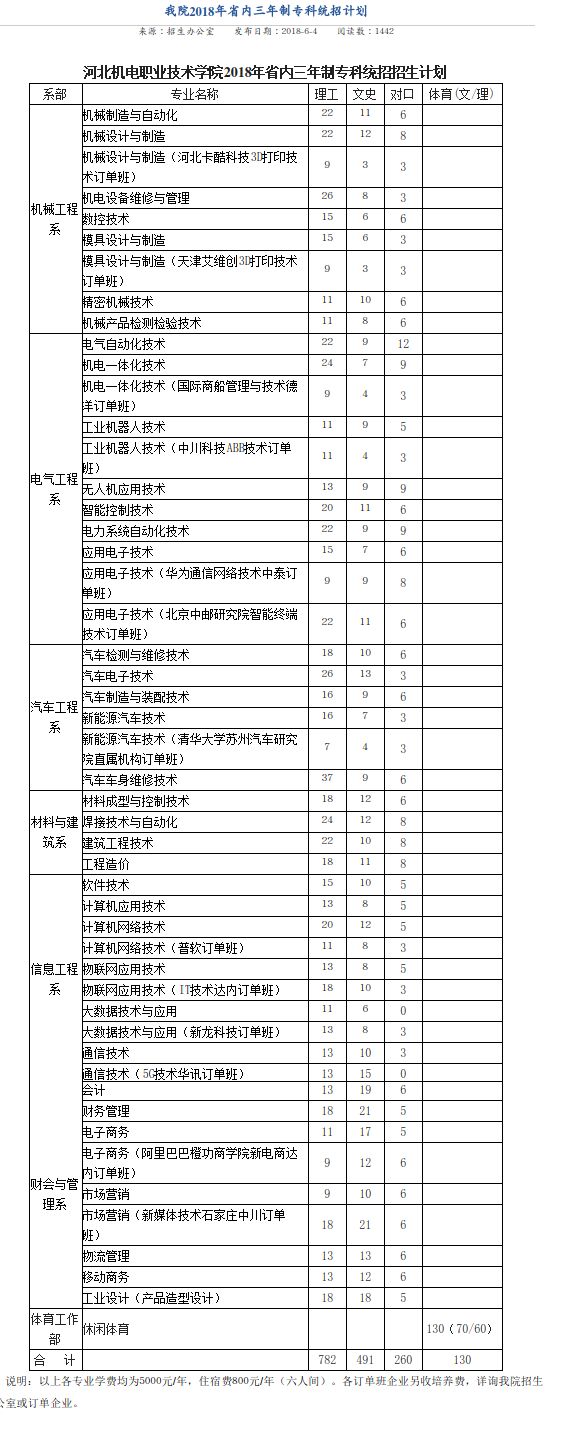 我院2018年省内三年制专科统招计划
来源：招生办公室 发布日期：2018-6-4 阅读数：1442
河北机电职业技术学院2018年省内三年制专科统招招生计划
系部 专业名称 理工 文史 对口 体育(文/理)
机械工程系
机械制造与自动化 22 11 6
机械设计与制造 22 12 8
机械设计与制造（河北卡酷科技3D打印技
术订单班） 9 3 3
机电设备维修与管理 26 8 3
数控技术 15 6 6
模具设计与制造 15 6 3
模具设计与制造（天津艾维创3D打印技术
订单班） 9 3 3
精密机械技术 11 10 6
机械产品检测检验技术 11 8 6
电气工程系
电气自动化技术 22 9 12
机电一体化技术 24 7 9
机电一体化技术（国际商船管理与技术德
洋订单班） 9 4 3
工业机器人技术 11 9 5
工业机器人技术（中川科技ABB技术订单
班） 11 4 3
无人机应用技术 13 9 9
智能控制技术 20 11 6
电力系统自动化技术 22 9 9
应用电子技术 15 7 6
应用电子技术（华为通信网络技术中泰订
单班） 9 9 8
应用电子技术（北京中邮研究院智能终端
技术订单班） 22 11 6
汽车工程系
汽车检测与维修技术 18 10 6
汽车电子技术 26 13 3
汽车制造与装配技术 16 9 6
新能源汽车技术 16 7 3
新能源汽车技术（清华大学苏州汽车研究
院直属机构订单班） 7 4 3
汽车车身维修技术 37 9 6
材料与建筑系
材料成型与控制技术 18 12 6
焊接技术与自动化 24 12 8
建筑工程技术 22 10 8
工程造价 18 11 8
信息工程系
软件技术 15 10 5
计算机应用技术 13 8 5
计算机网络技术 20 12 5
计算机网络技术（普软订单班） 11 8 3
物联网应用技术 13 8 5
物联网应用技术（IT技术达内订单班） 18 10 3
大数据技术与应用 11 6 0
大数据技术与应用（新龙科技订单班） 13 8 3
通信技术 13 10 3
通信技术（5G技术华讯订单班） 13 15 0
财会与管理系
会计 13 19 6
财务管理 18 21 5
电子商务 11 17 5
电子商务（阿里巴巴橙功商学院新电商达
内订单班） 9 12 6
市场营销 9 10 6
市场营销（新媒体技术石家庄中川订单
班） 18 21 6
物流管理 13 13 6
移动商务 13 12 6
工业设计（产品造型设计） 18 18 5
体育工作部
休闲体育 130（70/60）
合 计 782 491 260 130
说明：以上各专业学费均为5000元/年，住宿费800元/年（六人间）。各订单班企业另收培养费，详询我院招生
公室或订单企业。